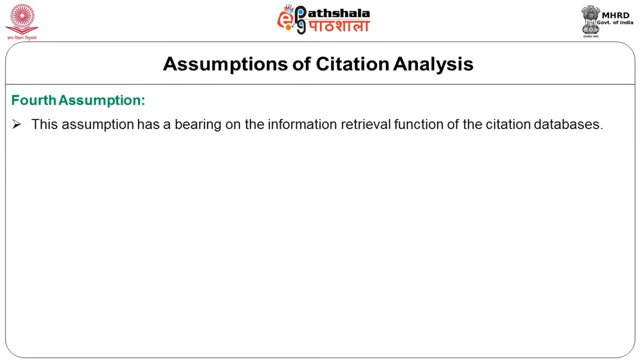 ePathshala
पाठशाला
MHRD
Govt. of India
Assumptions of Citation Analysis
Fourth Assumption:
➢ This assumption has a bearing on the information retrieval function of the citation databases.